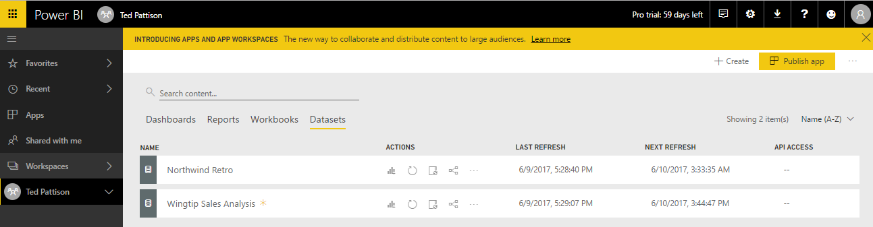 Power BI Ted Pattison Pro trial: 59 days left ?
INTRODUCING APPS AND APP WORKSPACES The new way to collaborate and distribute content to large audiences. Learn more
+ Create Publish app ...
Favorites
Recent
Apps
Shared with me
Workspaces
Ted Pattison
Search content...
Dashboards Reports Workbooks Datasets Showing 2 item(s) Name (A-Z)
NAME ACTIONS LAST REFRESH NEXT REFRESH API ACCESS
Northwind Retro ... 6/9/2017, 5:28:40 PM 6/10/2017, 3:33:35 AM --
Wingtip Sales Analysis * ... 6/9/2017, 5:29:07 PM 6/10/2017, 3:44:47 PM --